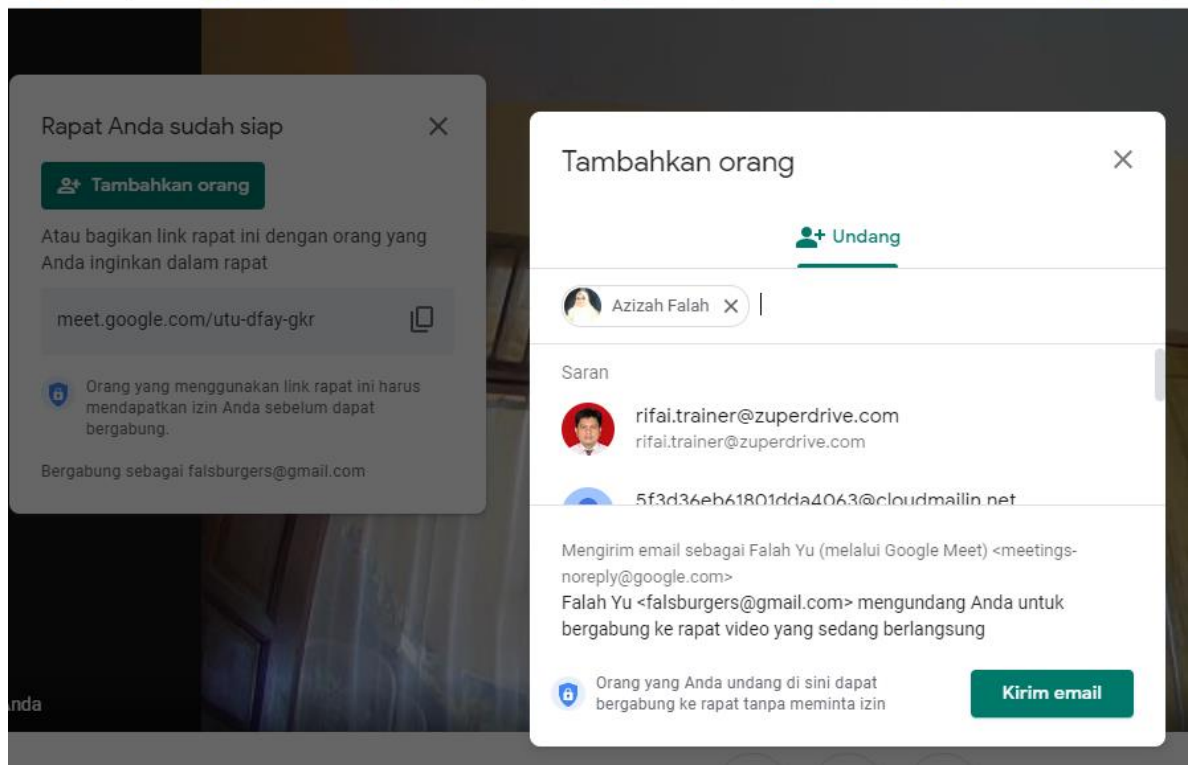 Rapat Anda sudah siap
Tambahkan orang
Atau bagikan link rapat ini dengan orang yang
Anda inginkan dalam rapat
meet.google.com/utu-dfay-gkr
Orang yang menggunakan link rapat ini harus
mendapatkan izin Anda sebelum dapat
bergabung.
Bergabung sebagai falsburgers@gmail.com
Tambahkan orang
Undang
Azizah Falah
Saran
rifai.trainer@zuperdrive.com
rifai.trainer@zuperdrive.com
5f3d36eb61801dda4063@cloudmailin.net
Mengirim email sebagai Falah Yu (melalui Google Meet) <meetings-
noreply@google.com>
Falah Yu <falsburgers@gmail.com> mengundang Anda untuk
bergabung ke rapat video yang sedang berlangsung
Orang yang Anda undang di sini dapat
bergabung ke rapat tanpa meminta izin
Kirim email